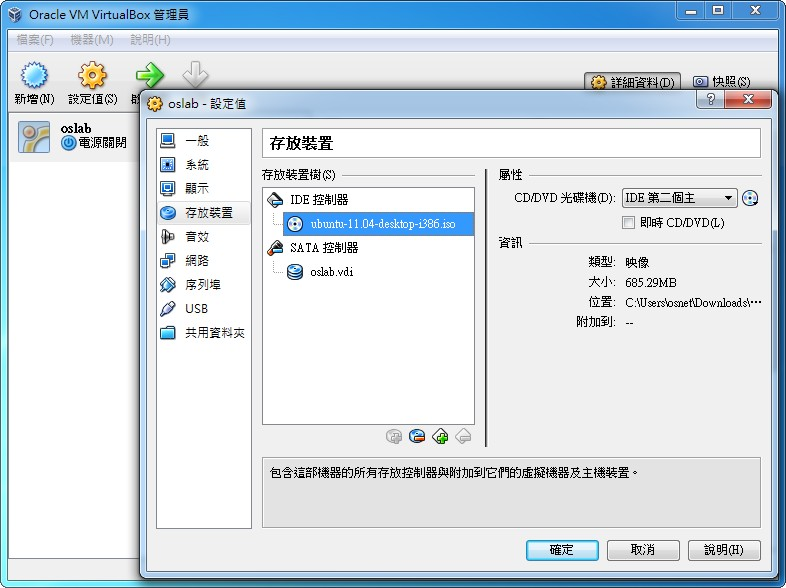 Oracle VM VirtualBox 管理員
檔案(F) 機器(M) 說明(H)
新增(N) 設定值(S)
詳細資料(D) 快照(S)
oslab
電源關閉
oslab - 設定值
一般
系統
顯示
存放裝置
音效
網路
序列埠
USB
共用資料夾
存放裝置
存放裝置樹(S)
IDE 控制器
ubuntu-11.04-desktop-i386.iso
SATA 控制器
oslab.vdi
屬性
CD/DVD 光碟機(D): IDE 第二個主
即時 CD/DVD(L)
資訊
類型: 映像
大小: 685.29MB
位置: C:\Users\osnet\Downloads\⋯
附加到: --
包含這部機器的所有存放控制器與附加到它們的虛擬機器及主機裝置。
確定 取消 說明(H)